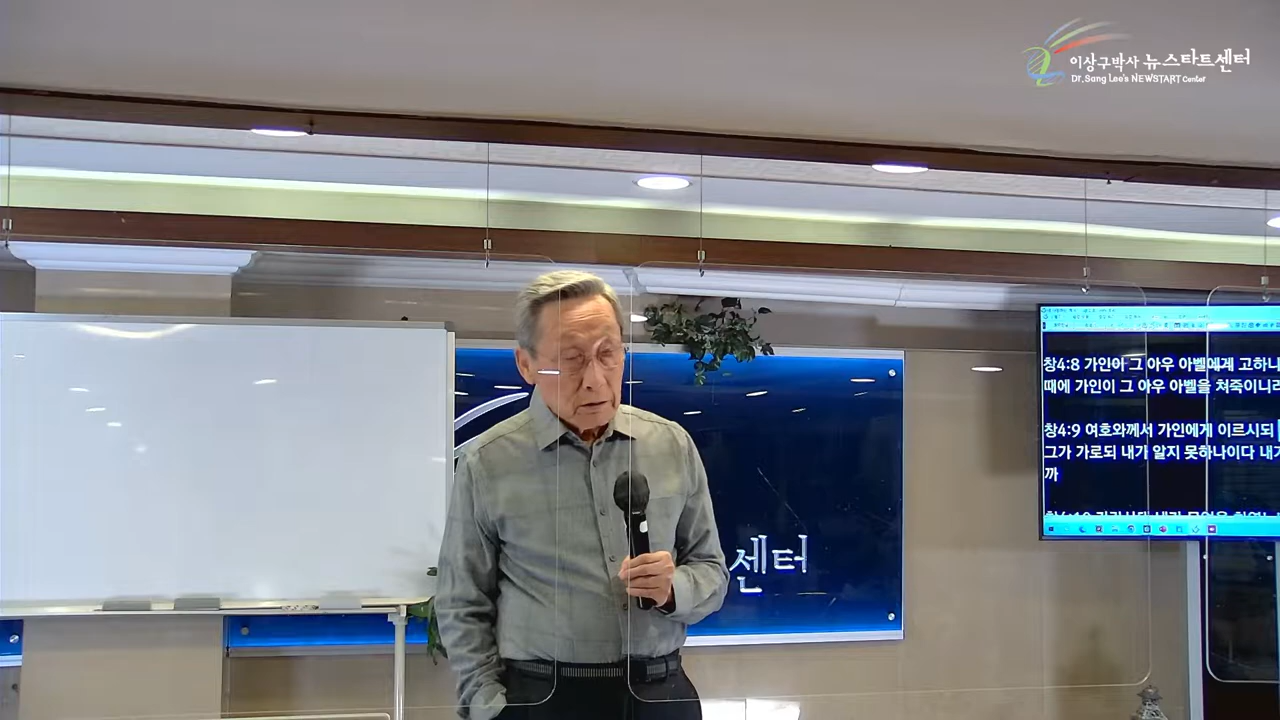 이상구박사 뉴스타트센터
Dr. Sang Lee's NEWSTART Center
창4:8 가인이 그 아우 아벨에게 고하니
때에 가인이 그 아우 아벨을 쳐죽이니라
창4:9 여호와께서 가인에게 이르시되
그가 가로되 내가 알지 못하나이다 내가
까
센터